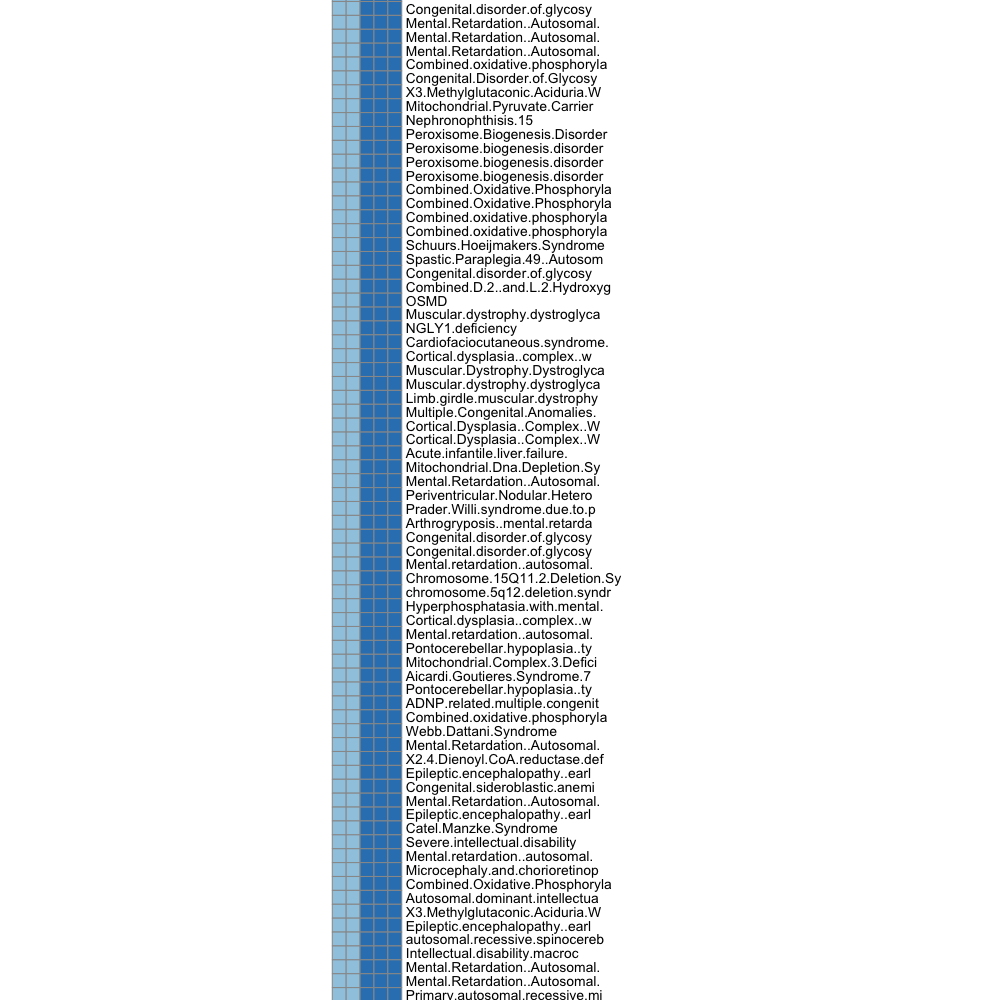 Congenital.disorder.of.glycosy
Mental.Retardation..Autosomal.
Mental.Retardation..Autosomal.
Mental.Retardation..Autosomal.
Combined.oxidative.phosphoryla
Congenital.Disorder.of.Glycosy
X3.Methylglutaconic.Aciduria.W
Mitochondrial.Pyruvate.Carrier
Nephronophthisis.15
Peroxisome.Biogenesis.Disorder
Peroxisome.biogenesis.disorder
Peroxisome.biogenesis.disorder
Peroxisome.biogenesis.disorder
Combined.Oxidative.Phosphoryla
Combined.Oxidative.Phosphoryla
Combined.oxidative.phosphoryla
Combined.oxidative.phosphoryla
Schuurs.Hoeijmakers.Syndrome
Spastic.Paraplegia.49..Autosom
Congenital.disorder.of.glycosy
Combined.D.2..and.L.2.Hydroxyg
OSMD
Muscular.dystrophy.dystroglyca
NGLY1.deficiency
Cardiofaciocutaneous.syndrome.
Cortical.dysplasia..complex..w
Muscular.Dystrophy.Dystroglyca
Muscular.dystrophy.dystroglyca
Limb.girdle.muscular.dystrophy
Multiple.Congenital.Anomalies.
Cortical.Dysplasia..Complex..W
Cortical.Dysplasia..Complex..W
Acute.infantile.liver.failure.
Mitochondrial.Dna.Depletion.Sy
Mental.Retardation..Autosomal.
Periventricular.Nodular.Hetero
Prader.Willi.syndrome.due.to.p
Arthrogryposis..mental.retarda
Congenital.disorder.of.glycosy
Congenital.disorder.of.glycosy
Mental.retardation..autosomal.
Chromosome.15Q11.2.Deletion.Sy
chromosome.5q12.deletion.syndr
Hyperphosphatasia.with.mental.
Cortical.dysplasia..complex..w
Mental.retardation..autosomal.
Pontocerebellar.hypoplasia..ty
Mitochondrial.Complex.3.Defici
Aicardi.Goutieres.Syndrome.7
Pontocerebellar.hypoplasia..ty
ADNP.related.multiple.congenit
Combined.oxidative.phosphoryla
Webb.Dattani.Syndrome
Mental.Retardation..Autosomal.
X2.4.Dienoyl.CoA.reductase.def
Epileptic.encephalopathy..earl
Congenital.sideroblastic.anemi
Mental.Retardation..Autosomal.
Epileptic.encephalopathy..earl
Catel.Manzke.Syndrome
Severe.intellectual.disability
Mental.retardation..autosomal.
Microcephaly.and.chorioretinop
Combined.Oxidative.Phosphoryla
Autosomal.dominant.intellectua
X3.Methylglutaconic.Aciduria.W
Epileptic.encephalopathy..earl
autosomal.recessive.spinocereb
Intellectual.disability.macroc
Mental.Retardation..Autosomal.
Mental.Retardation..Autosomal.
Primary.autosomal.recessive.mi